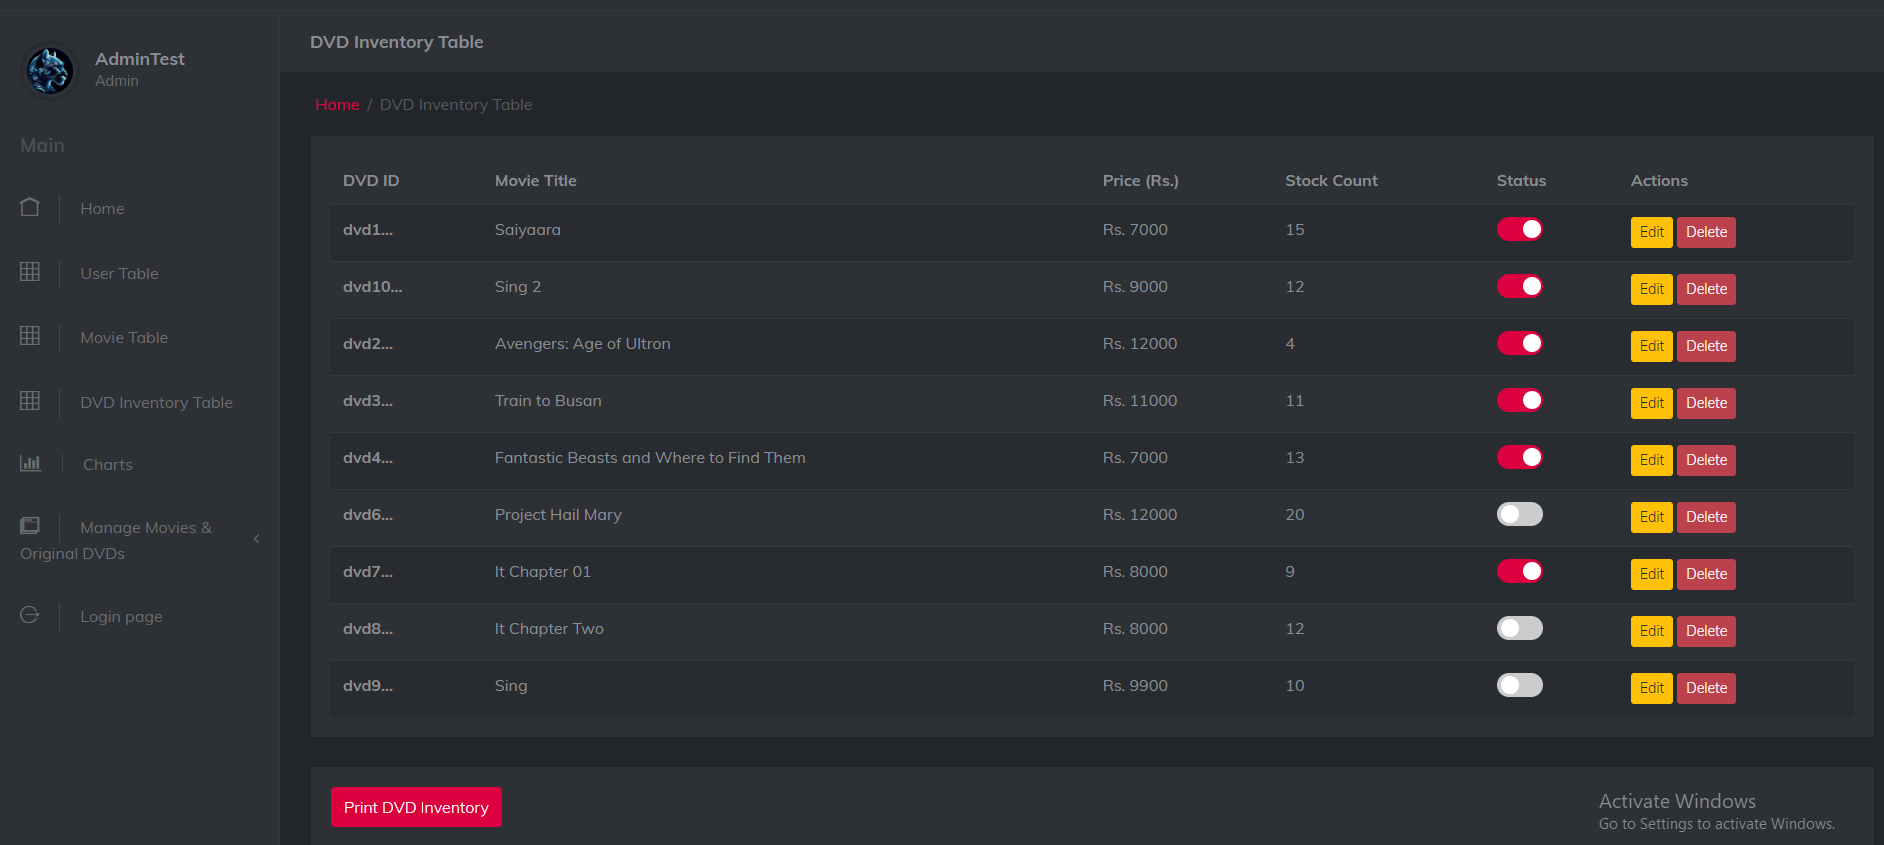 DVD Inventory Table
AdminTest
Admin
Home / DVD Inventory Table
Main
Home
User Table
Movie Table
DVD Inventory Table
Charts
Manage Movies &
Original DVDs
Login page
DVD ID Movie Title Price (Rs.) Stock Count Status Actions
dvd1... Saiyaara Rs. 7000 15 Edit Delete
dvd10... Sing 2 Rs. 9000 12 Edit Delete
dvd2... Avengers: Age of Ultron Rs. 12000 4 Edit Delete
dvd3... Train to Busan Rs. 11000 11 Edit Delete
dvd4... Fantastic Beasts and Where to Find Them Rs. 7000 13 Edit Delete
dvd6... Project Hail Mary Rs. 12000 20 Edit Delete
dvd7... It Chapter 01 Rs. 8000 9 Edit Delete
dvd8... It Chapter Two Rs. 8000 12 Edit Delete
dvd9... Sing Rs. 9900 10 Edit Delete
Print DVD Inventory
Activate Windows
Go to Settings to activate Windows.